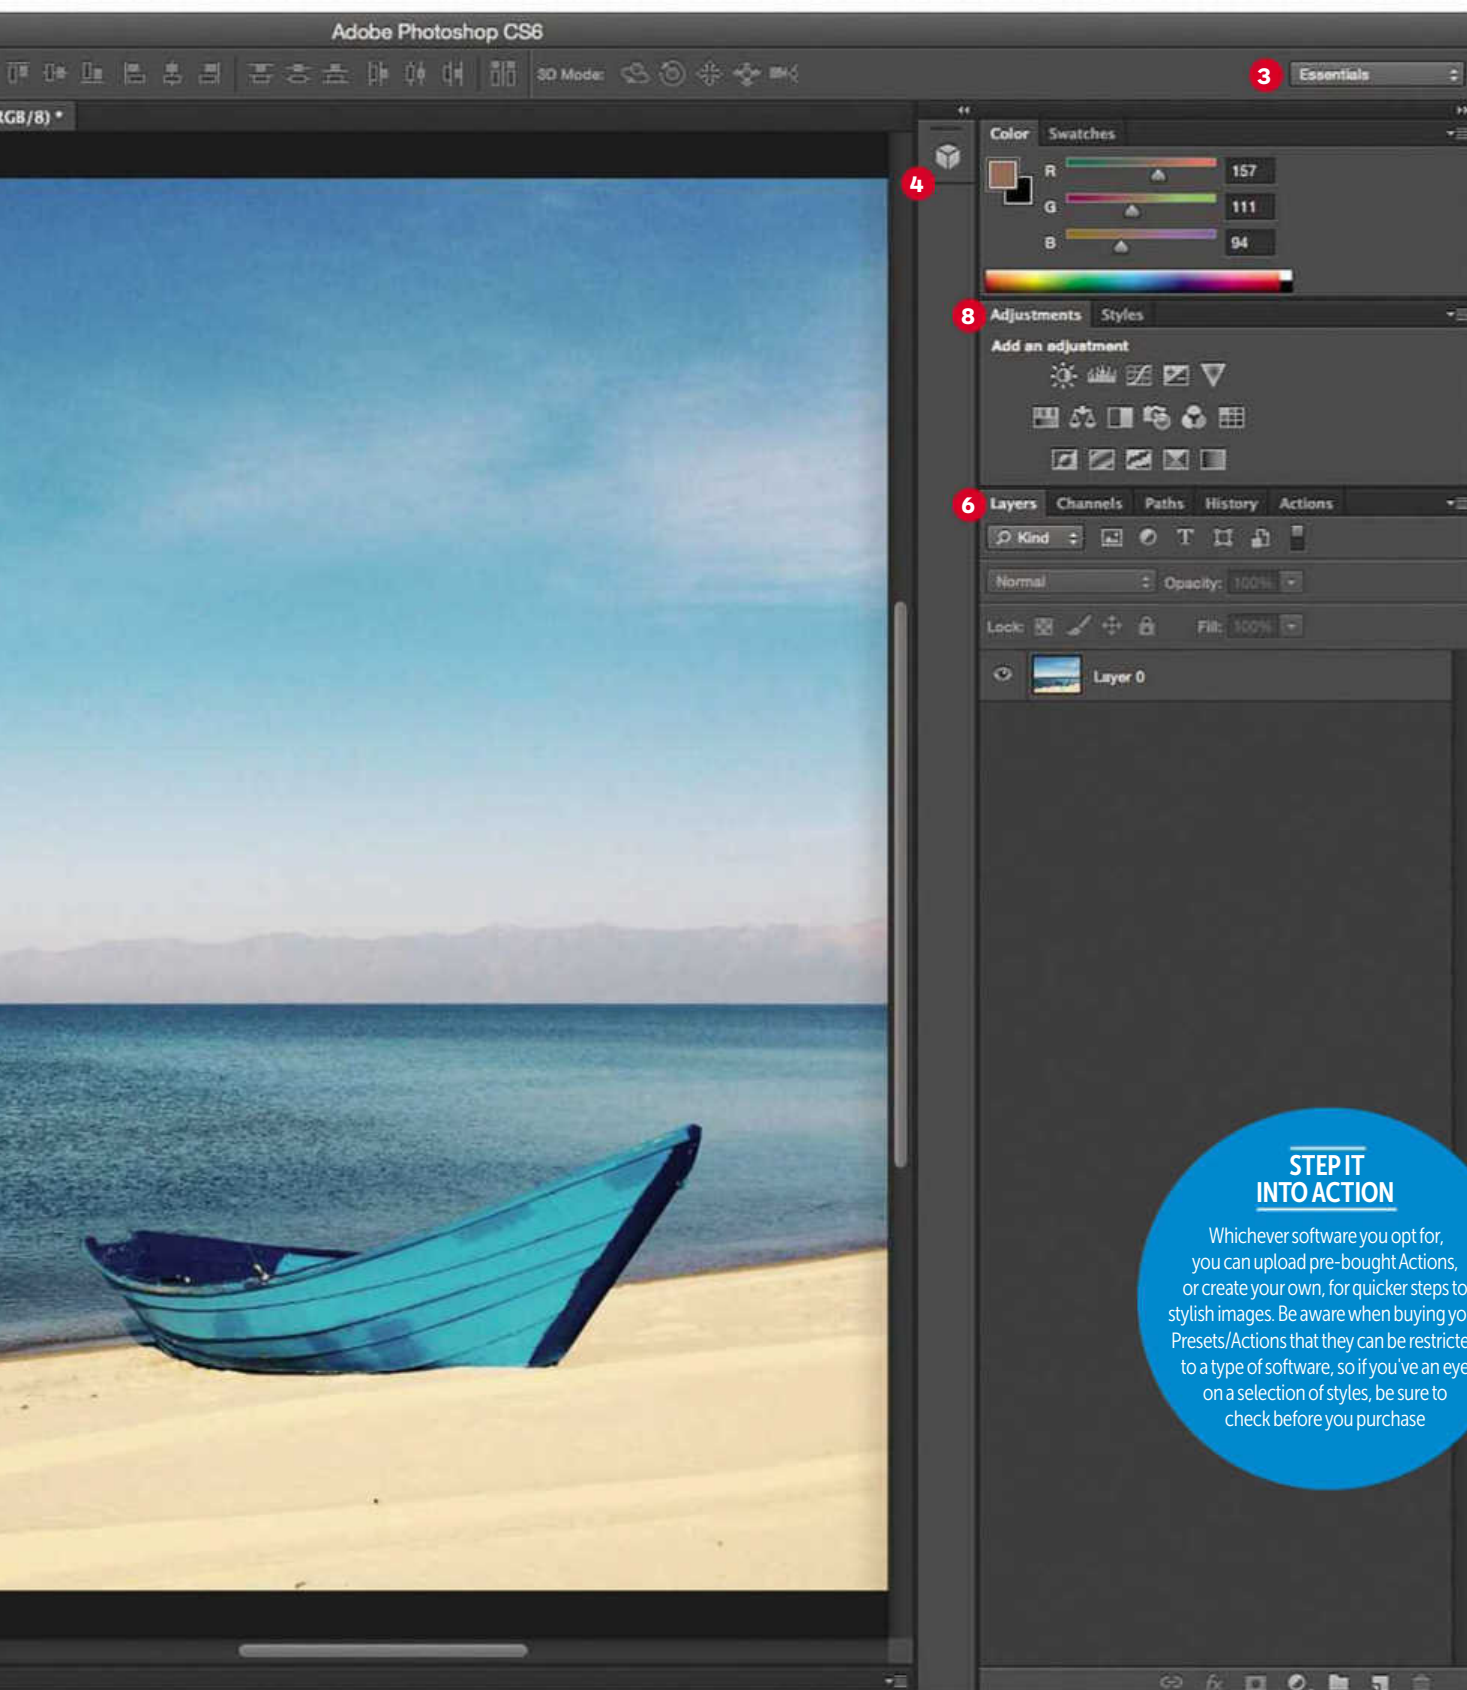 Adobe Photoshop CS6
3D Mode:
3 Essentials
RGB/8) *
4
Color Swatches
R 157
G 111
B 94
8 Adjustments Styles
Add an adjustment
6 Layers Channels Paths History Actions
Kind T
Normal Opacity: 100%
Lock: Fill: 100%
Layer 0
STEP IT
INTO ACTION
Whichever software you opt for,
you can upload pre-bought Actions,
or create your own, for quicker steps to
stylish images. Be aware when buying yo
Presets/Actions that they can be restricte
to a type of software, so if you've an eye
on a selection of styles, be sure to
check before you purchase
fx